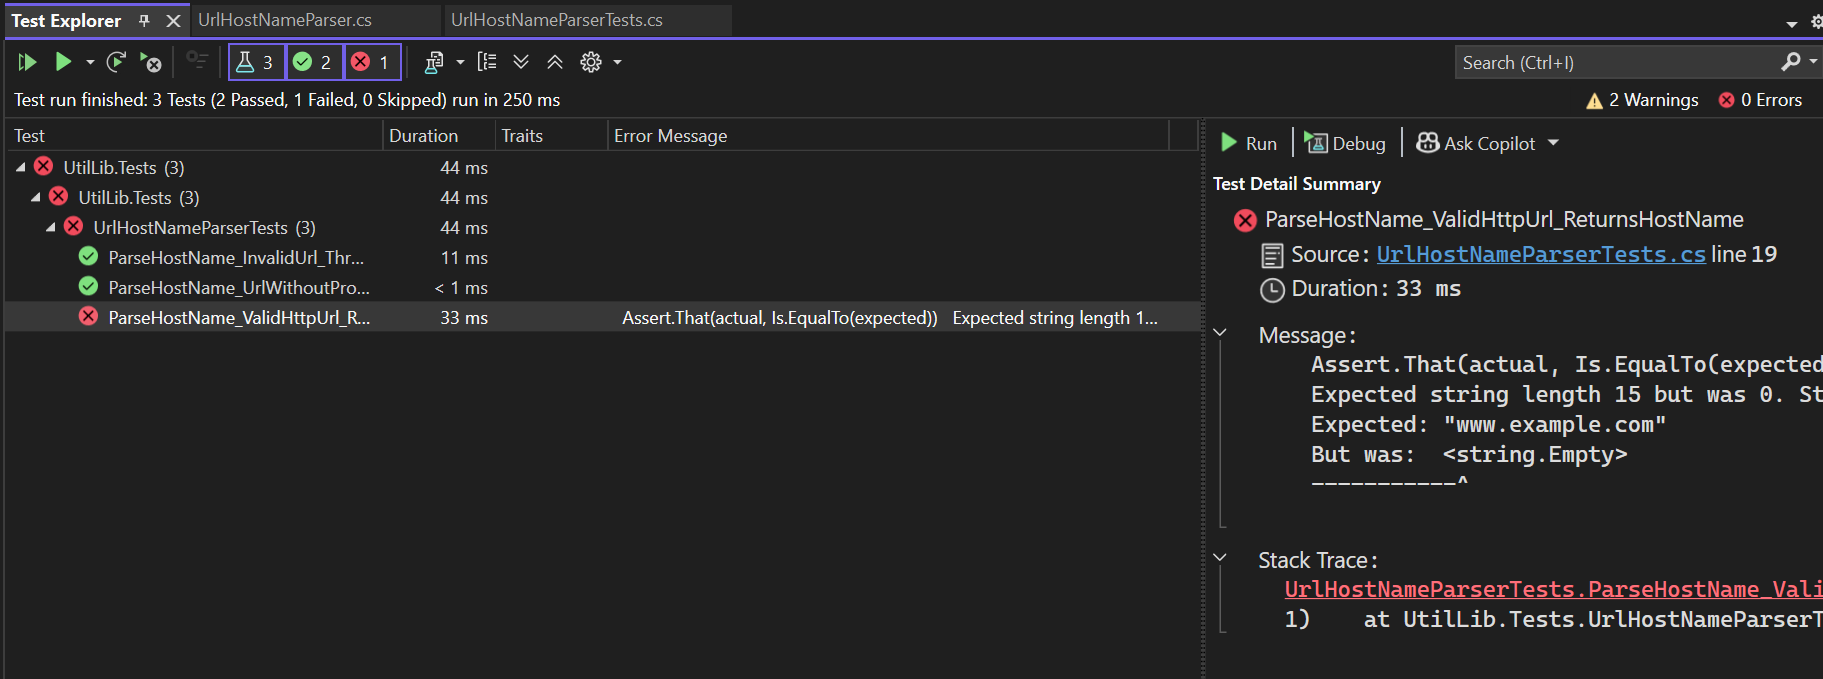 Test Explorer UrlHostNameParser.cs UrlHostNameParserTests.cs
3 2 1 Search (Ctrl+I)
Test run finished: 3 Tests (2 Passed, 1 Failed, 0 Skipped) run in 250 ms 2 Warnings 0 Errors
Test Duration Traits Error Message
UtilLib.Tests (3) 44 ms
UtilLib.Tests (3) 44 ms
UrlHostNameParserTests (3) 44 ms
ParseHostName_InvalidUrl_Thr... 11 ms
ParseHostName_UrlWithoutPro... < 1 ms
ParseHostName_ValidHttpUrl_R... 33 ms Assert.That(actual, Is.EqualTo(expected)) Expected string length 1...
Run Debug Ask Copilot
Test Detail Summary
ParseHostName_ValidHttpUrl_ReturnsHostName
Source: UrlHostNameParserTests.cs line 19
Duration: 33 ms
Message:
Assert.That(actual, Is.EqualTo(expected
Expected string length 15 but was 0. St
Expected: "www.example.com"
But was: <string.Empty>
-----------^
Stack Trace:
UrlHostNameParserTests.ParseHostName_Vali
1) at UtilLib.Tests.UrlHostNameParserT